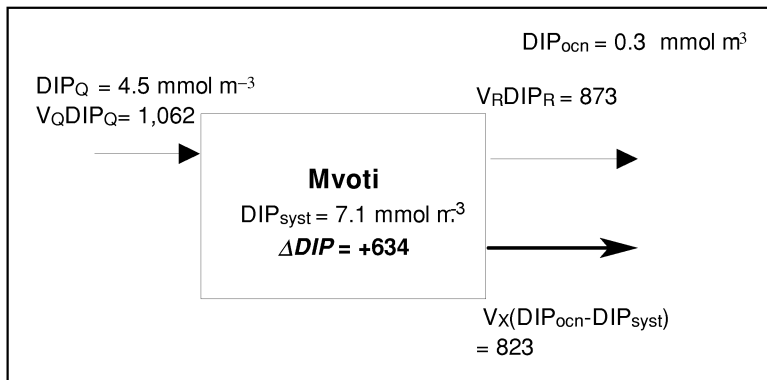 DIPocn = 0.3 mmol m-3
DIPQ = 4.5 mmol m−3
VQDIPQ= 1,062
VRDIPR = 873
Mvoti
DIPsyst = 7.1 mmol m-3
ΔDIP = +634
VX(DIPocn-DIPsyst)
= 823